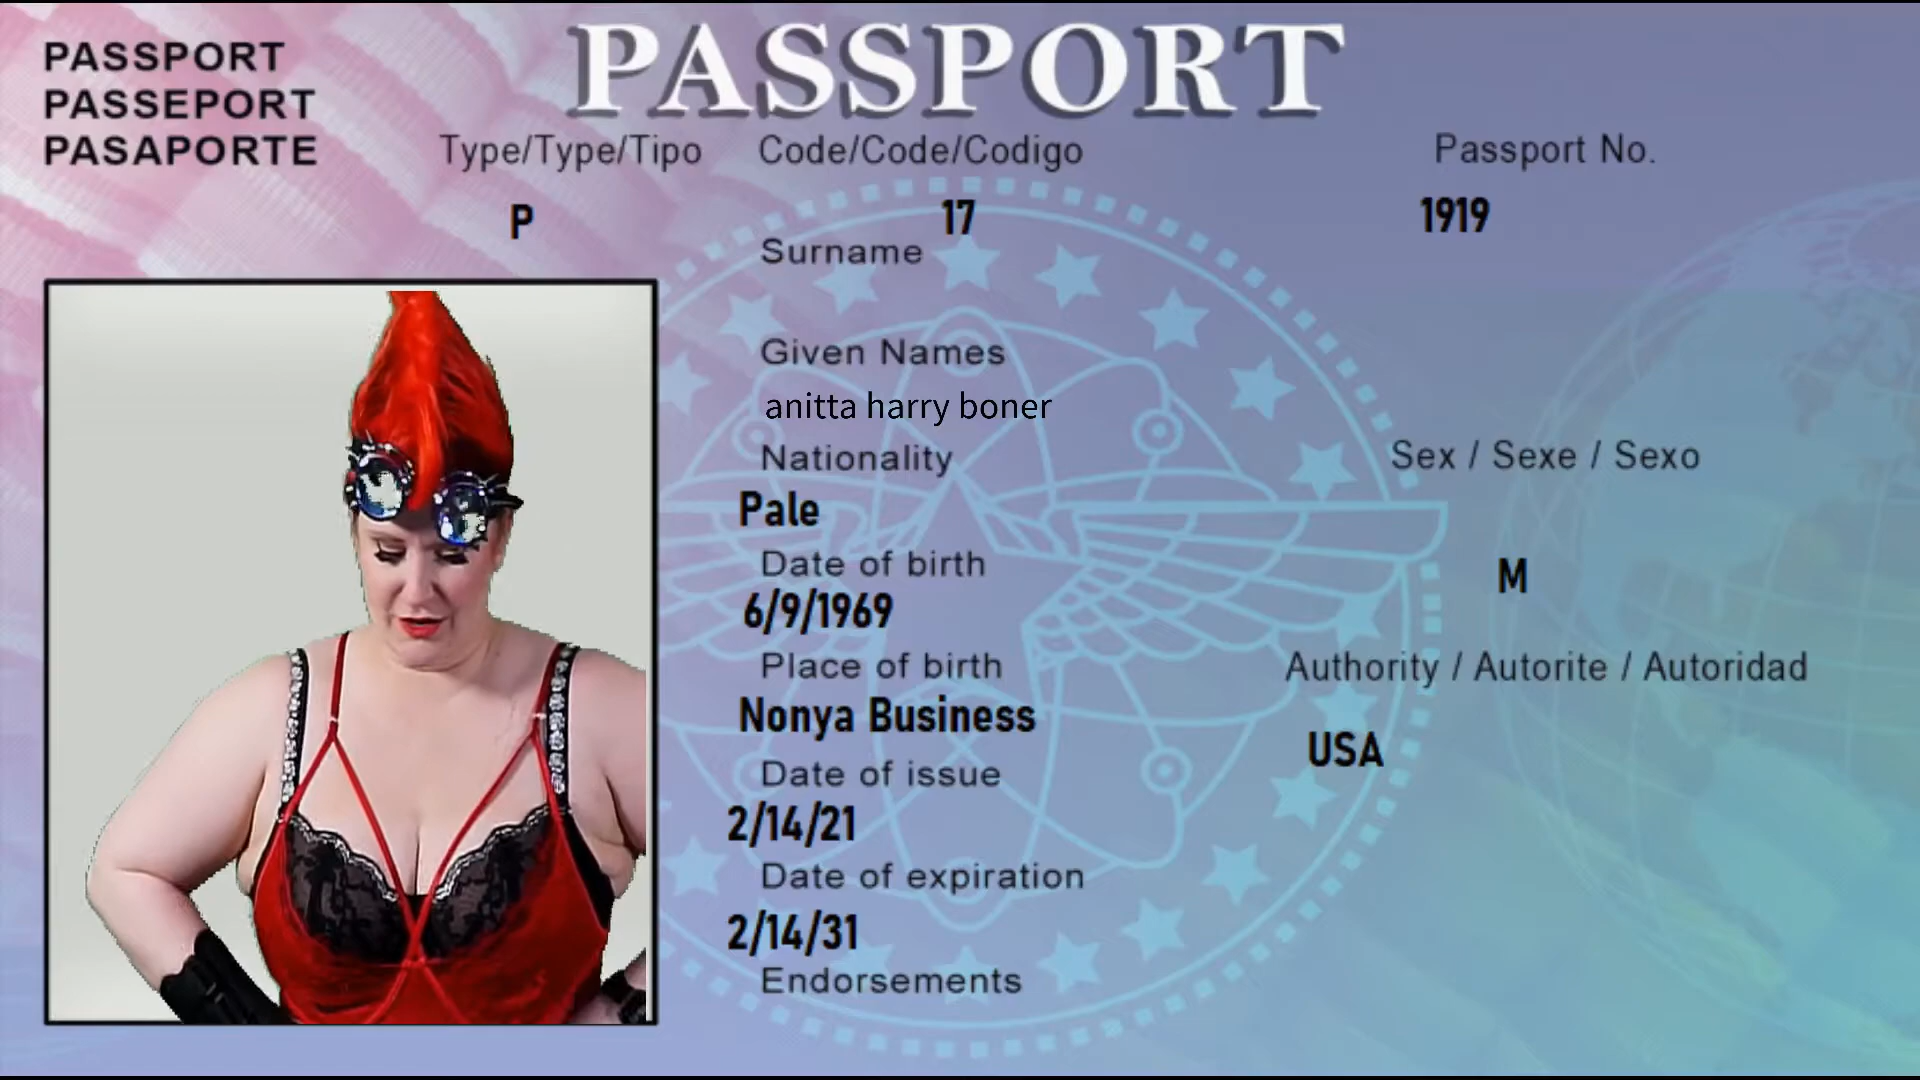 PASSPORT
PASSPORT
PASSEPORT
PASAPORTE
Type/Type/Tipo
Code/Code/Codigo
Passport No.
P
17
1919
Surname
Given Names
anitta harry boner
Nationality
Sex / Sexe / Sexo
Pale
Date of birth
M
6/9/1969
Place of birth
Authority / Autorite / Autoridad
Nonya Business
USA
Date of issue
2/14/21
Date of expiration
2/14/31
Endorsements